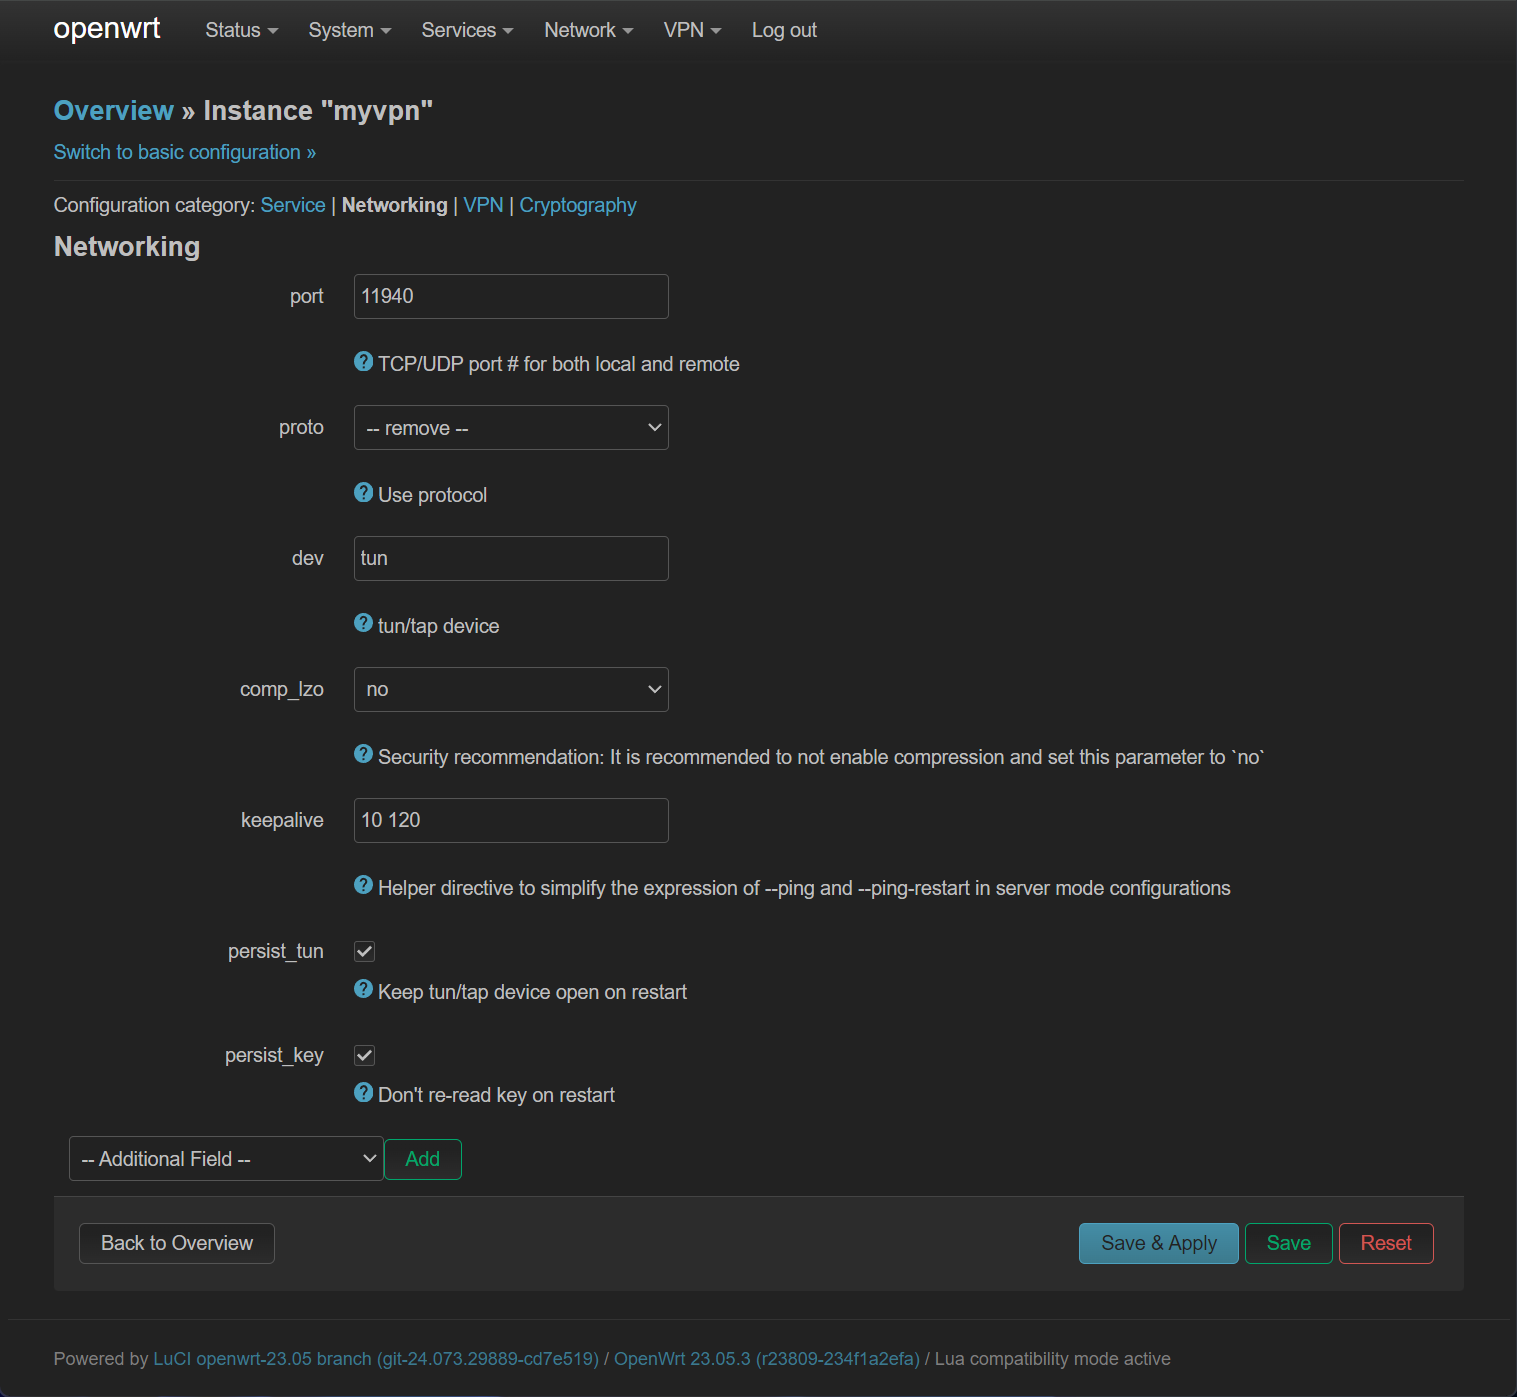 openwrt Status System Services Network VPN Log out
Overview » Instance "myvpn"
Switch to basic configuration »
Configuration category: Service | Networking | VPN | Cryptography
Networking
port 11940
TCP/UDP port # for both local and remote
proto -- remove --
Use protocol
dev tun
tun/tap device
comp_lzo no
Security recommendation: It is recommended to not enable compression and set this parameter to `no`
keepalive 10 120
Helper directive to simplify the expression of --ping and --ping-restart in server mode configurations
persist_tun
Keep tun/tap device open on restart
persist_key
Don't re-read key on restart
-- Additional Field -- Add
Back to Overview Save & Apply Save Reset
Powered by LuCI openwrt-23.05 branch (git-24.073.29889-cd7e519) / OpenWrt 23.05.3 (r23809-234f1a2efa) / Lua compatibility mode active